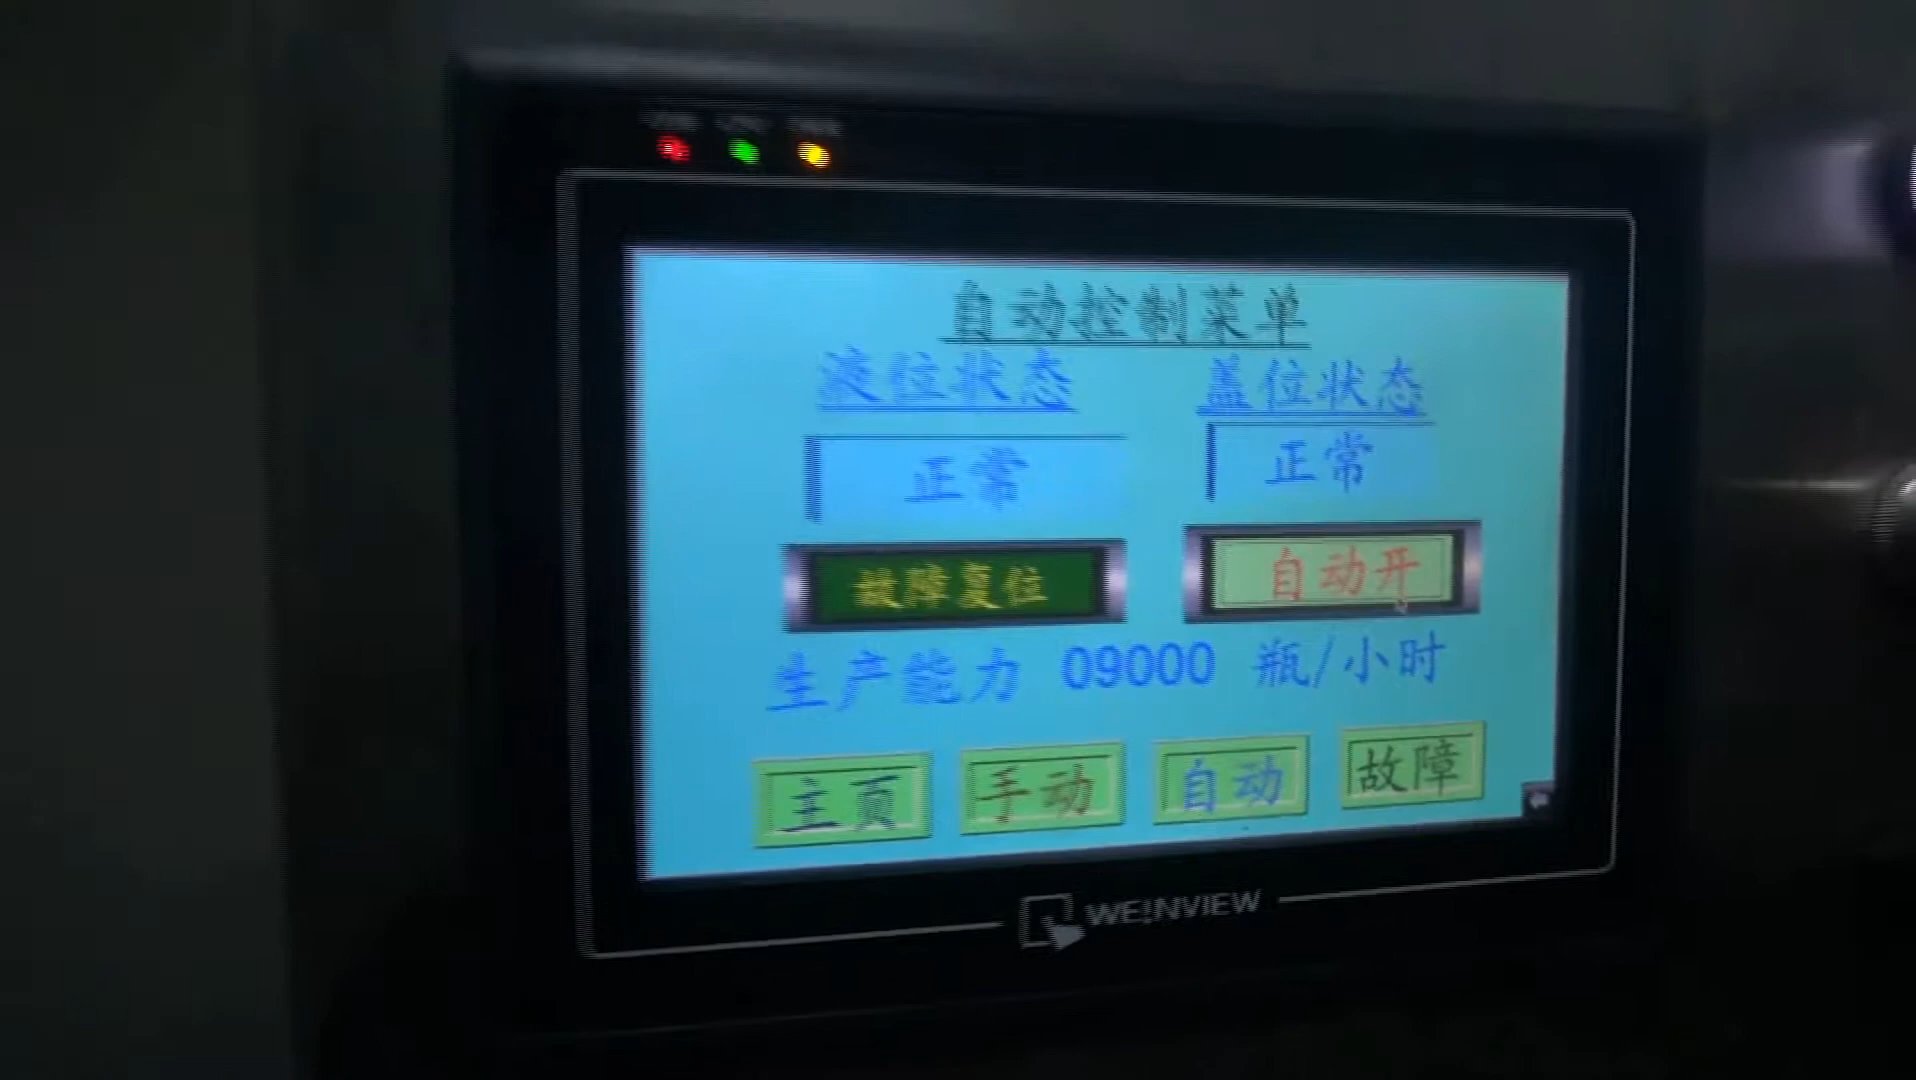 自动控制菜单
液位状态 盖位状态
正常 正常
故障复位 自动开
生产能力 09000 瓶/小时
主页 手动 自动 故障
WE!NVIEW